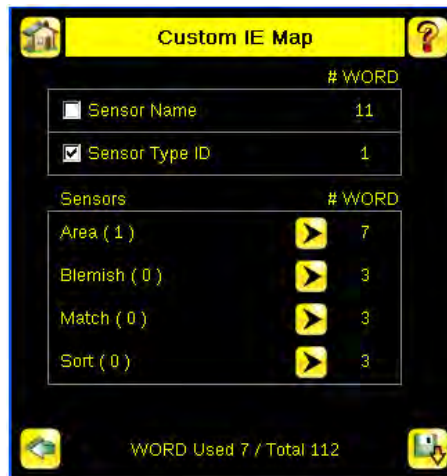 Custom IE Map
?
# WORD
Sensor Name 11
Sensor Type ID 1
Sensors # WORD
Area ( 1 ) 7
Blemish ( 0 ) 3
Match ( 0 ) 3
Sort ( 0 ) 3
WORD Used 7 / Total 112